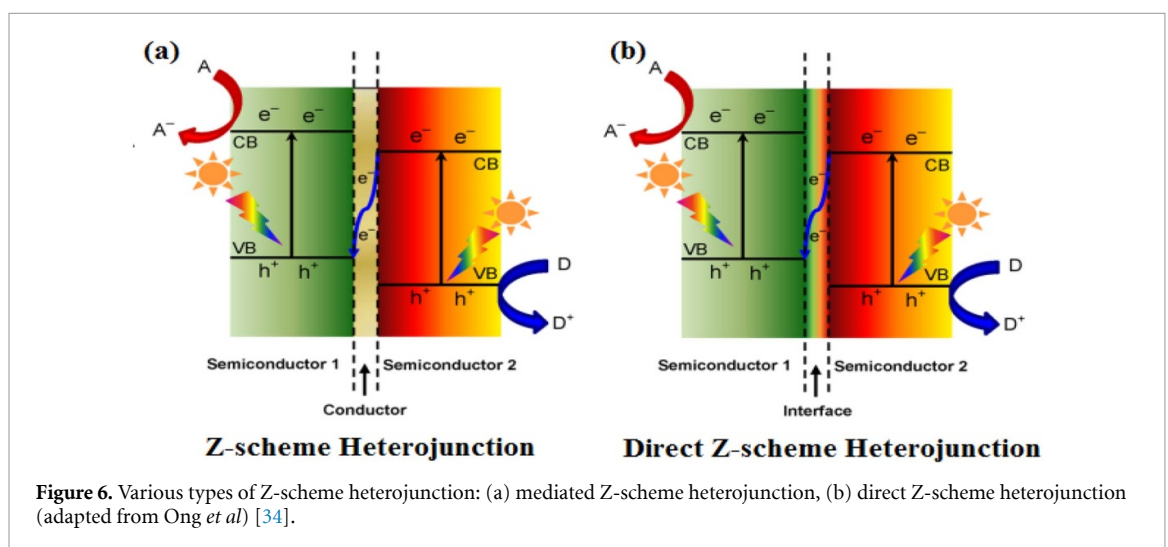 (a)
A
A⁻
e⁻ e⁻
CB
VB
h⁺ h⁺
e⁻
e⁻
e⁻ e⁻
CB
VB
h⁺ h⁺
D
D⁺
Semiconductor 1
Semiconductor 2
Conductor
Z-scheme Heterojunction
(b)
A
A⁻
e⁻ e⁻
CB
VB
h⁺ h⁺
e⁻
e⁻
e⁻ e⁻
CB
VB
h⁺ h⁺
D
D⁺
Semiconductor 1
Semiconductor 2
Interface
Direct Z-scheme Heterojunction
Figure 6. Various types of Z-scheme heterojunction: (a) mediated Z-scheme heterojunction, (b) direct Z-scheme heterojunction
(adapted from Ong et al) [34].